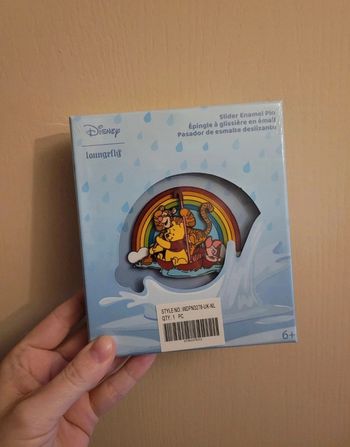 Disney
Loungefly
Slider Enamel Pin
Épingle à glissière en émail
Pasador de esmalte deslizante
STYLE NO. WDPN3278-UK-NL
QTY. 1 PC
6+